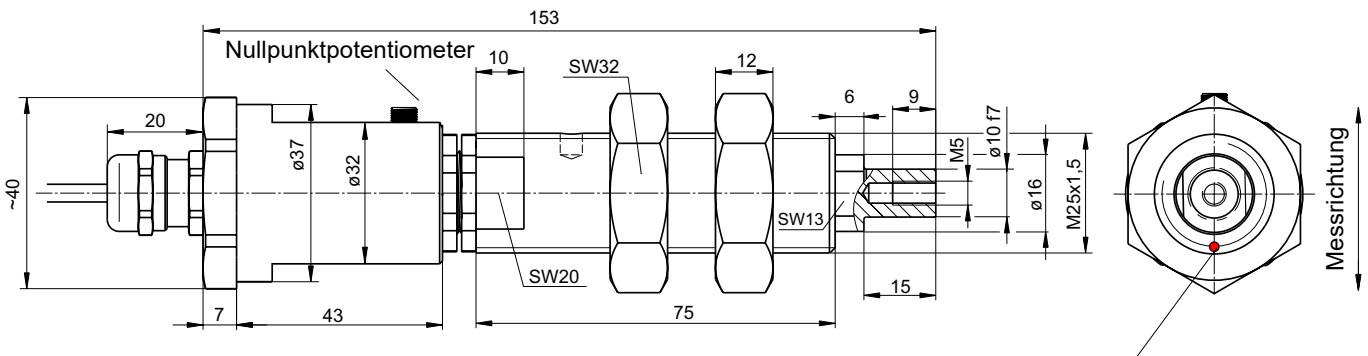 153
Nullpunktpotentiometer
10
SW32
12
6
9
20
ø37
ø32
~40
M5
ø10 f7
ø16
M25x1,5
SW13
SW20
7
43
75
15
Messrichtung